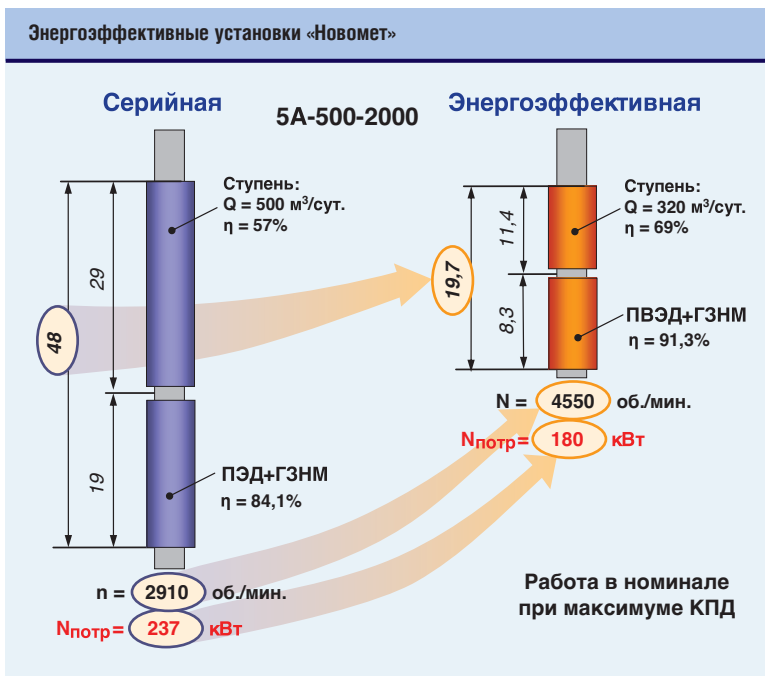 Энергоэффективные установки «Новомет»
Серийная
5А-500-2000
Энергоэффективная
Ступень:
Q = 500 м³/сут.
η = 57%
29
48
19
ПЭД+ГЗНМ
η = 84,1%
n = 2910 об./мин.
Nпотр= 237 кВт
Ступень:
Q = 320 м³/сут.
η = 69%
11,4
19,7
8,3
ПВЭД+ГЗНМ
η = 91,3%
N = 4550 об./мин.
Nпотр= 180 кВт
Работа в номинале
при максимуме КПД